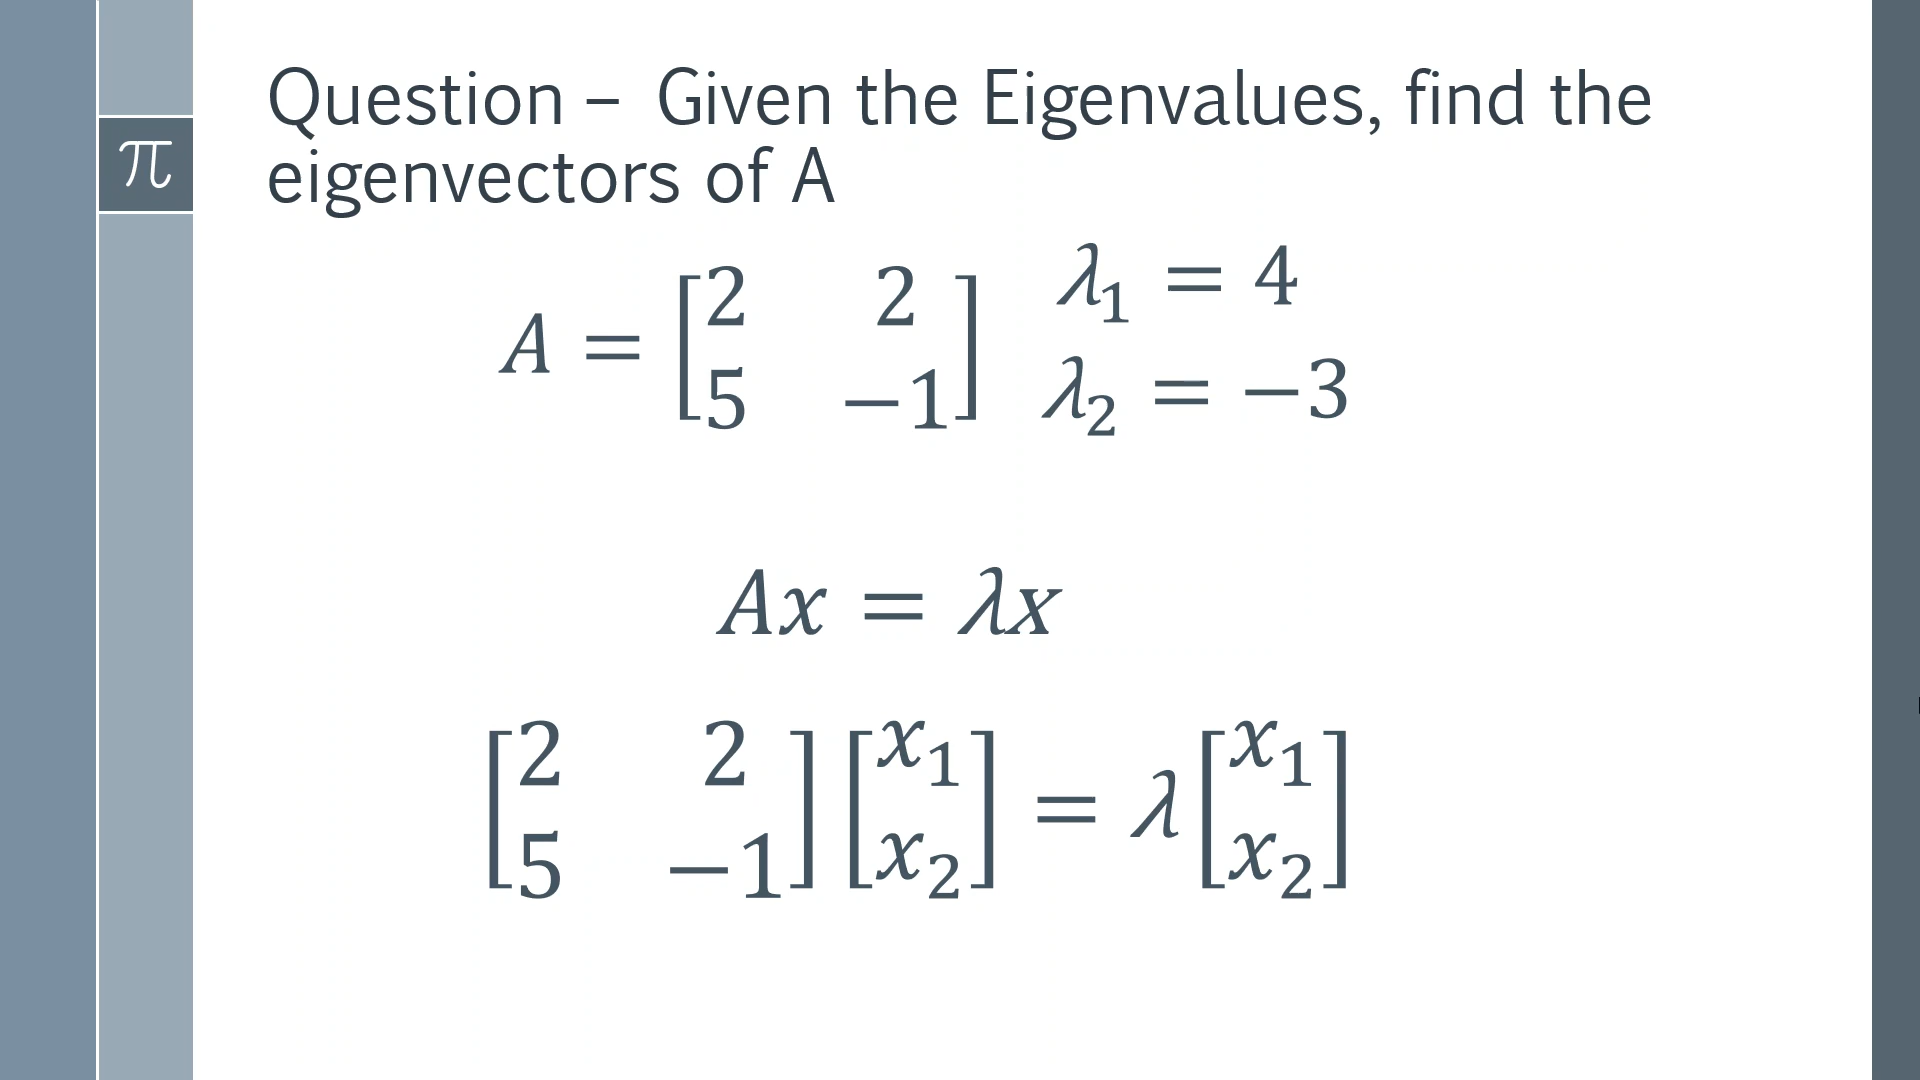 π
Question – Given the Eigenvalues, find the
eigenvectors of A
A = [2 2; 5 −1]
λ₁ = 4
λ₂ = −3
Ax = λx
[2 2; 5 −1] [x₁; x₂] = λ [x₁; x₂]